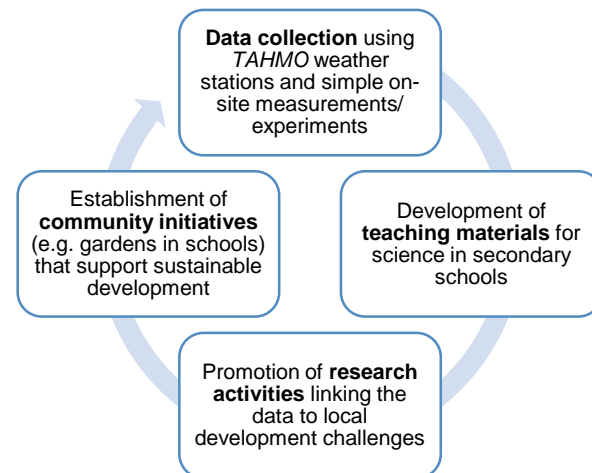 Data collection using
TAHMO weather
stations and simple on-
site measurements/
experiments
Development of
teaching materials for
science in secondary
schools
Promotion of research
activities linking the
data to local
development challenges
Establishment of
community initiatives
(e.g. gardens in schools)
that support sustainable
development